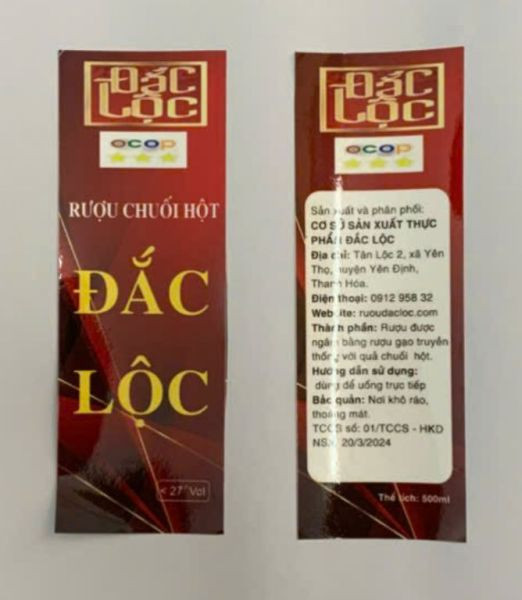 ĐẮC
LỘC
OCOP
RƯỢU CHUỐI HỘT
ĐẮC
LỘC
< 27° Vol
ĐẮC
LỘC
OCOP
Sản xuất và phân phối:
CƠ SỞ SẢN XUẤT THỰC
PHẨM ĐẮC LỘC
Địa chỉ: Tân Lộc 2, xã Yên
Thọ, huyện Yên Định,
Thanh Hóa.
Điện thoại: 0912 958 32
Website: ruoudacloc.com
Thành phần: Rượu được
ngâm bằng rượu gạo truyền
thống với quả chuối hột.
Hướng dẫn sử dụng:
dùng để uống trực tiếp
Bảo quản: Nơi khô ráo,
thoáng mát.
TCCS số: 01/TCCS - HKD
NSX: 20/3/2024
Thể tích: 500ml